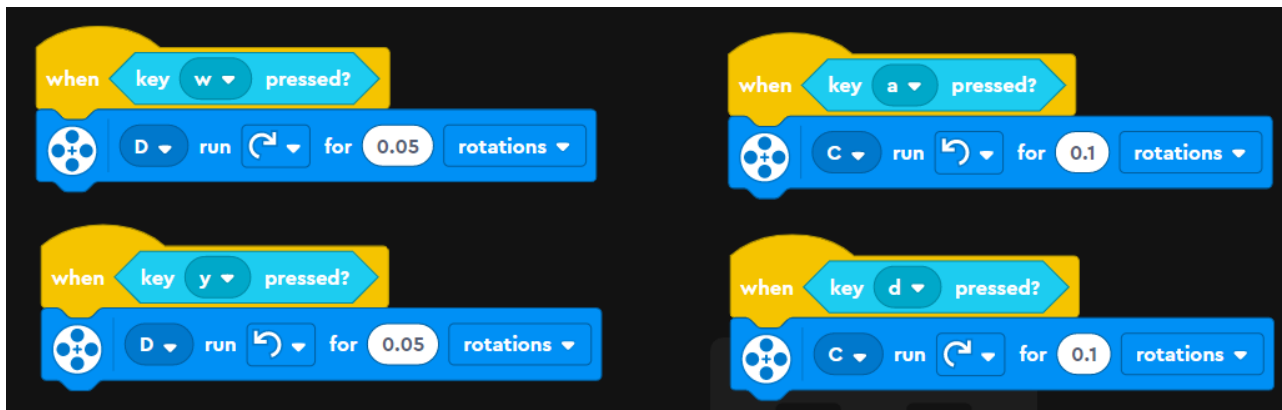 when key w pressed?
D run for 0.05 rotations
when key y pressed?
D run for 0.05 rotations
when key a pressed?
C run for 0.1 rotations
when key d pressed?
C run for 0.1 rotations